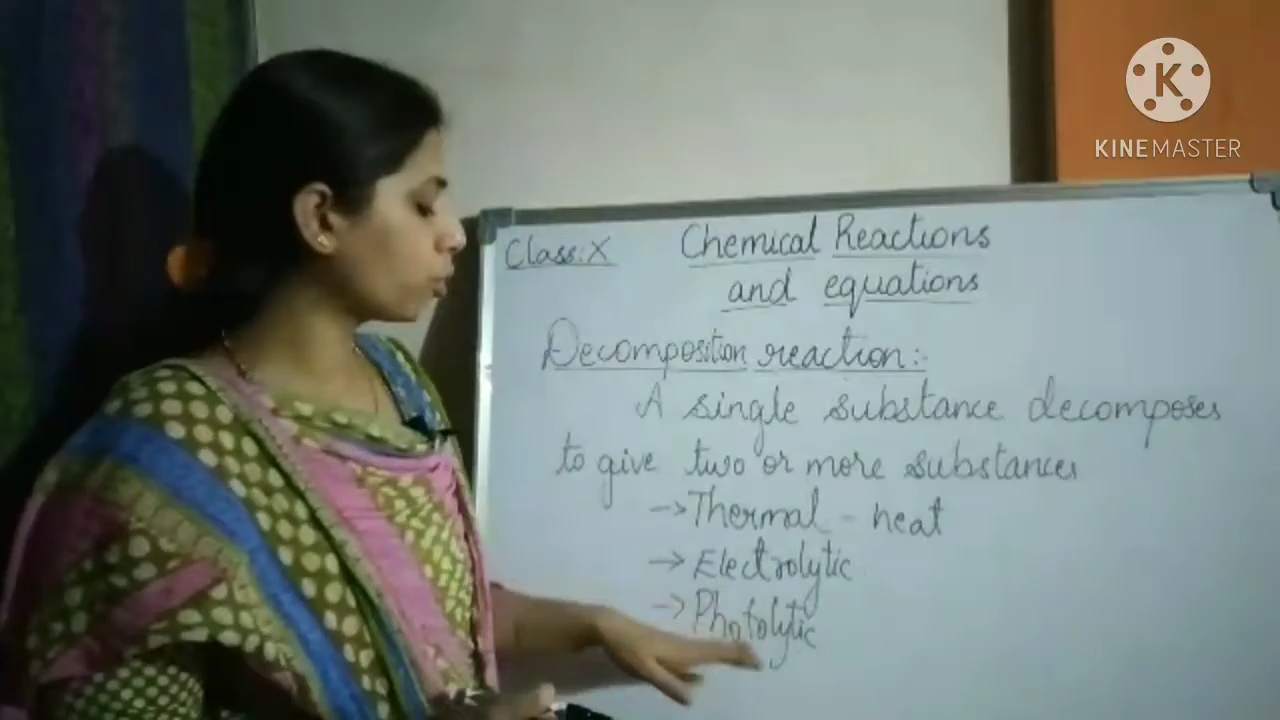 K
KINEMASTER
Class:X
Chemical Reactions
and equations
Decomposition reaction:-
A single substance decomposes
to give two or more substances
→Thermal - heat
→Electrolytic
→Photolytic